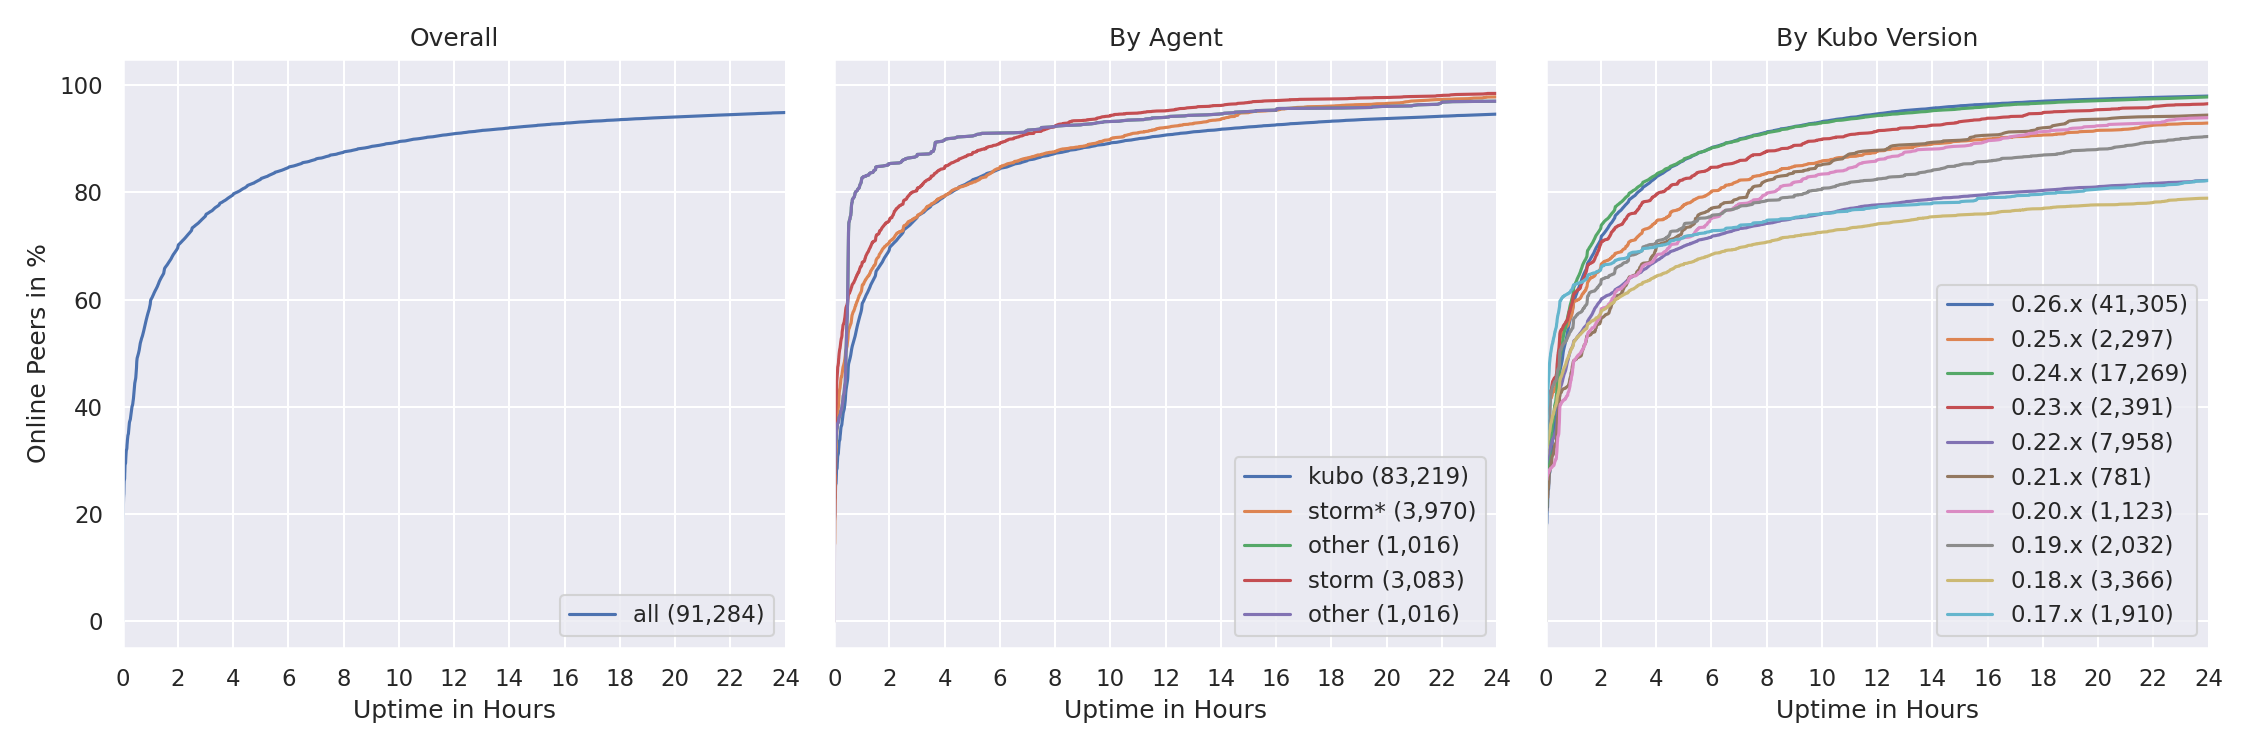 Overall
By Agent
By Kubo Version
Online Peers in %
100
80
60
40
20
0
all (91,284)
kubo (83,219)
storm* (3,970)
other (1,016)
storm (3,083)
other (1,016)
0.26.x (41,305)
0.25.x (2,297)
0.24.x (17,269)
0.23.x (2,391)
0.22.x (7,958)
0.21.x (781)
0.20.x (1,123)
0.19.x (2,032)
0.18.x (3,366)
0.17.x (1,910)
0 2 4 6 8 10 12 14 16 18 20 22 24
0 2 4 6 8 10 12 14 16 18 20 22 24
0 2 4 6 8 10 12 14 16 18 20 22 24
Uptime in Hours
Uptime in Hours
Uptime in Hours